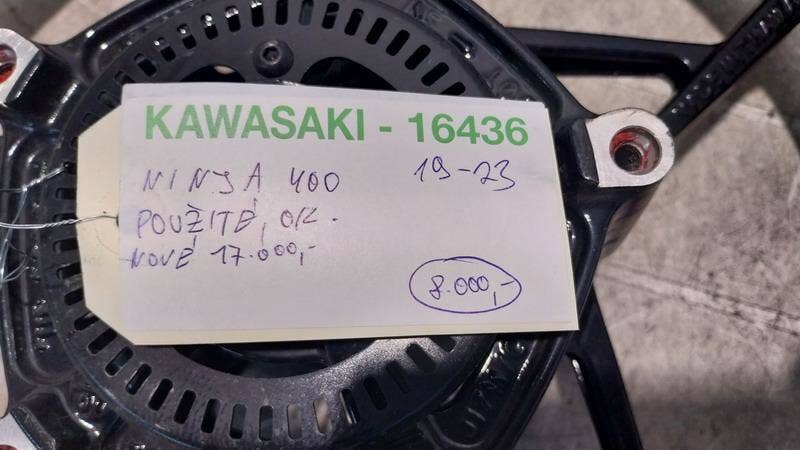 KAWASAKI - 16436
NINJA 400 19-23
POUŽITÉ, OK.
NOVÉ 17.000,-
8.000,-